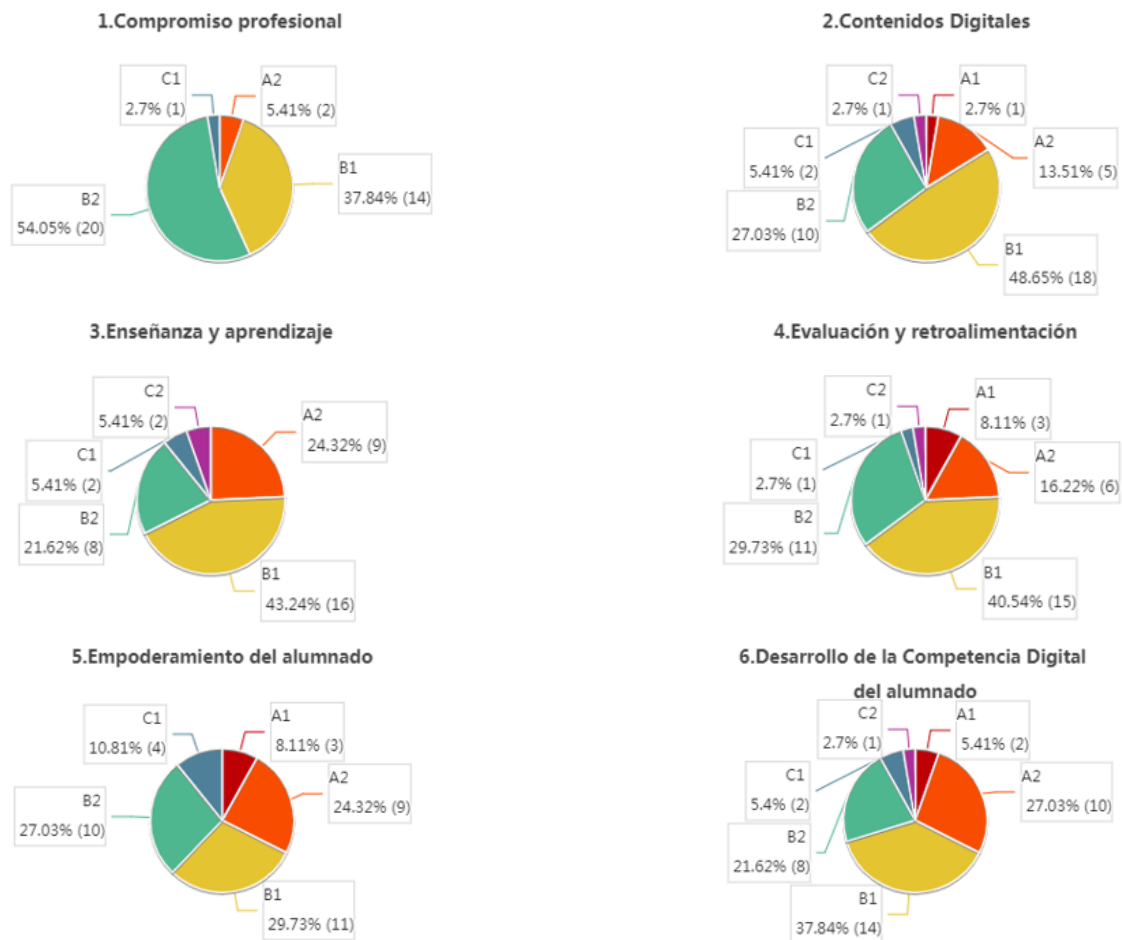 1.Compromiso profesional
C1
2.7% (1)
A2
5.41% (2)
B1
37.84% (14)
B2
54.05% (20)
2.Contenidos Digitales
C2
2.7% (1)
A1
2.7% (1)
C1
5.41% (2)
A2
13.51% (5)
B2
27.03% (10)
B1
48.65% (18)
3.Enseñanza y aprendizaje
C2
5.41% (2)
A2
24.32% (9)
C1
5.41% (2)
B2
21.62% (8)
B1
43.24% (16)
4.Evaluación y retroalimentación
C2
2.7% (1)
A1
8.11% (3)
C1
2.7% (1)
A2
16.22% (6)
B2
29.73% (11)
B1
40.54% (15)
5.Empoderamiento del alumnado
C1
10.81% (4)
A1
8.11% (3)
A2
24.32% (9)
B2
27.03% (10)
B1
29.73% (11)
6.Desarrollo de la Competencia Digital
del alumnado
C2
2.7% (1)
A1
5.41% (2)
C1
5.4% (2)
A2
27.03% (10)
B2
21.62% (8)
B1
37.84% (14)